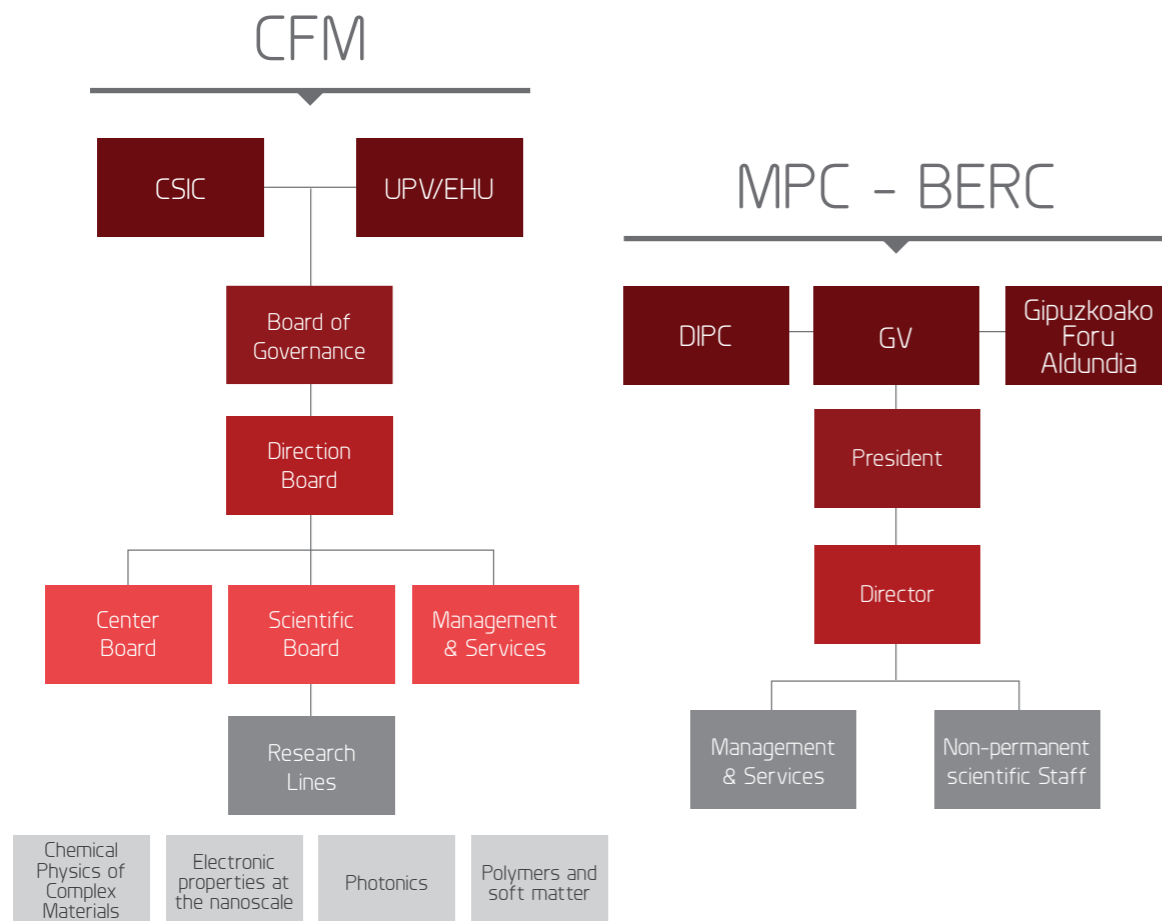 CFM
CSIC
UPV/EHU
Board of
Governance
Direction
Board
Center
Board
Scientific
Board
Management
& Services
Research
Lines
Chemical
Physics of
Complex
Materials
Electronic
properties at
the nanoscale
Photonics
Polymers and
soft matter
MPC - BERC
DIPC
GV
Gipuzkoako
Foru
Aldundia
President
Director
Management
& Services
Non-permanent
scientific Staff